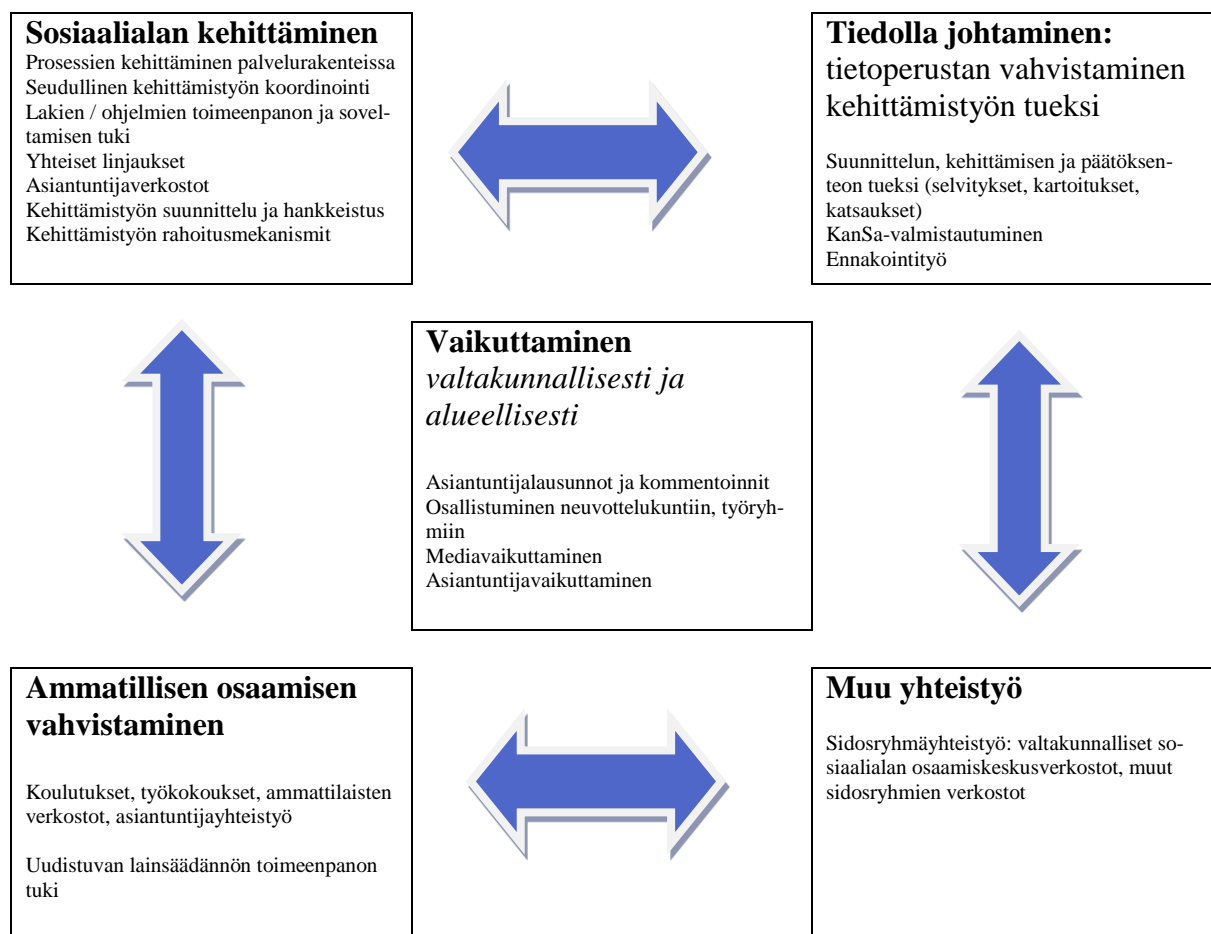 Sosiaalialan kehittäminen
Prosessien kehittäminen palvelurakenteissa
Seudullinen kehittämistyön koordinointi
Lakien / ohjelmien toimeenpanon ja sovel-
tamisen tuki
Yhteiset linjaukset
Asiantuntijaverkostot
Kehittämistyön suunnittelu ja hankkeistus
Kehittämistyön rahoitusmekanismit
Tiedolla johtaminen:
tietoperustan vahvistaminen
kehittämistyön tueksi
Suunnittelun, kehittämisen ja päätöksen-
teon tueksi (selvitykset, kartoitukset,
katsaukset)
KanSa-valmistautuminen
Ennakointityö
Vaikuttaminen
valtakunnallisesti ja
alueellisesti
Asiantuntijalausunnot ja kommentoinnit
Osallistuminen neuvottelukuntiin, työryh-
miin
Mediavaikuttaminen
Asiantuntijavaikuttaminen
Ammatillisen osaamisen
vahvistaminen
Koulutukset, työkokoukset, ammattilaisten
verkostot, asiantuntijayhteistyö
Uudistuvan lainsäädännön toimeenpanon
tuki
Muu yhteistyö
Sidosryhmäyhteistyö: valtakunnalliset so-
siaalialan osaamiskeskusverkostot, muut
sidosryhmien verkostot